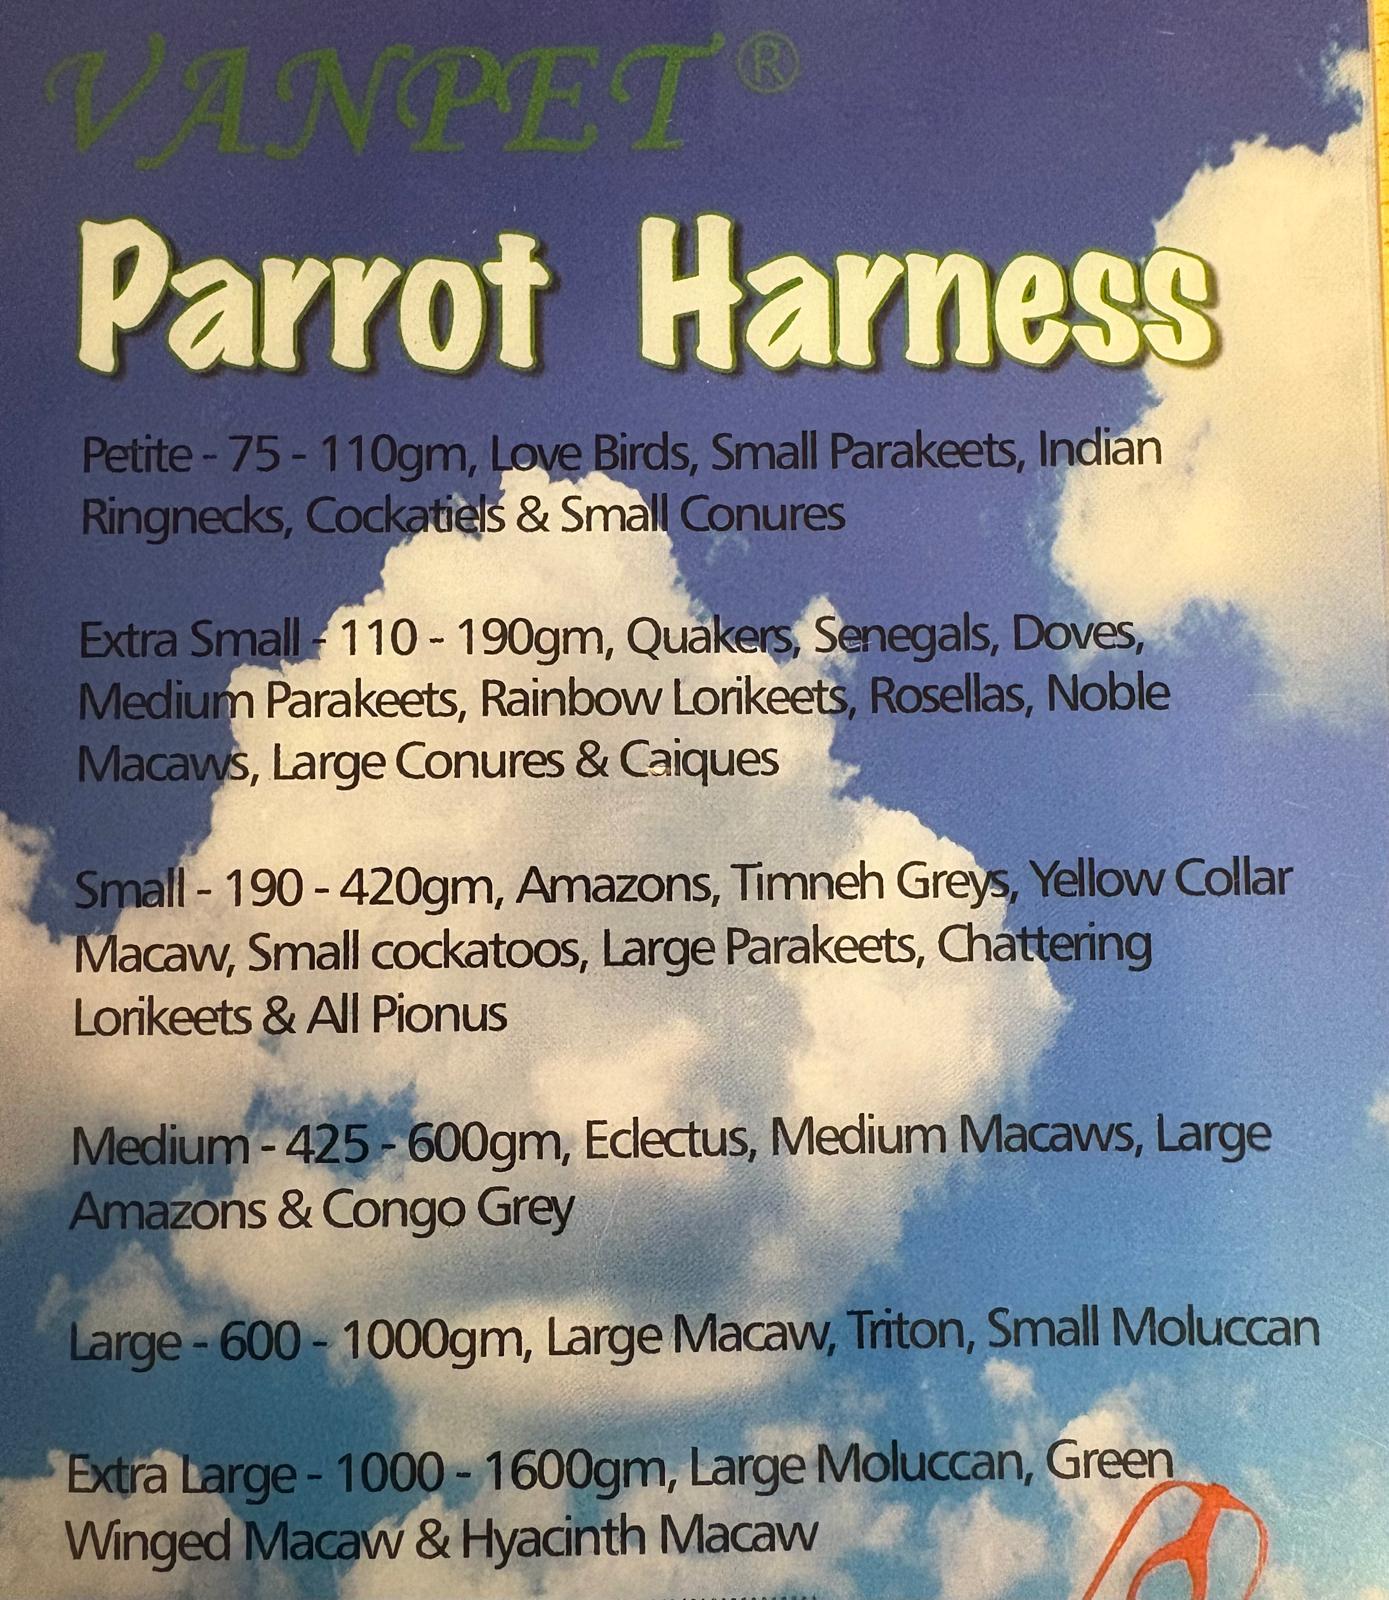 VANPET®
Parrot Harness
Petite - 75 - 110gm, Love Birds, Small Parakeets, Indian
Ringnecks, Cockatiels & Small Conures
Extra Small - 110 - 190gm, Quakers, Senegals, Doves,
Medium Parakeets, Rainbow Lorikeets, Rosellas, Noble
Macaws, Large Conures & Caiques
Small - 190 - 420gm, Amazons, Timneh Greys, Yellow Collar
Macaw, Small cockatoos, Large Parakeets, Chattering
Lorikeets & All Pionus
Medium - 425 - 600gm, Eclectus, Medium Macaws, Large
Amazons & Congo Grey
Large - 600 - 1000gm, Large Macaw, Triton, Small Moluccan
Extra Large - 1000 - 1600gm, Large Moluccan, Green
Winged Macaw & Hyacinth Macaw